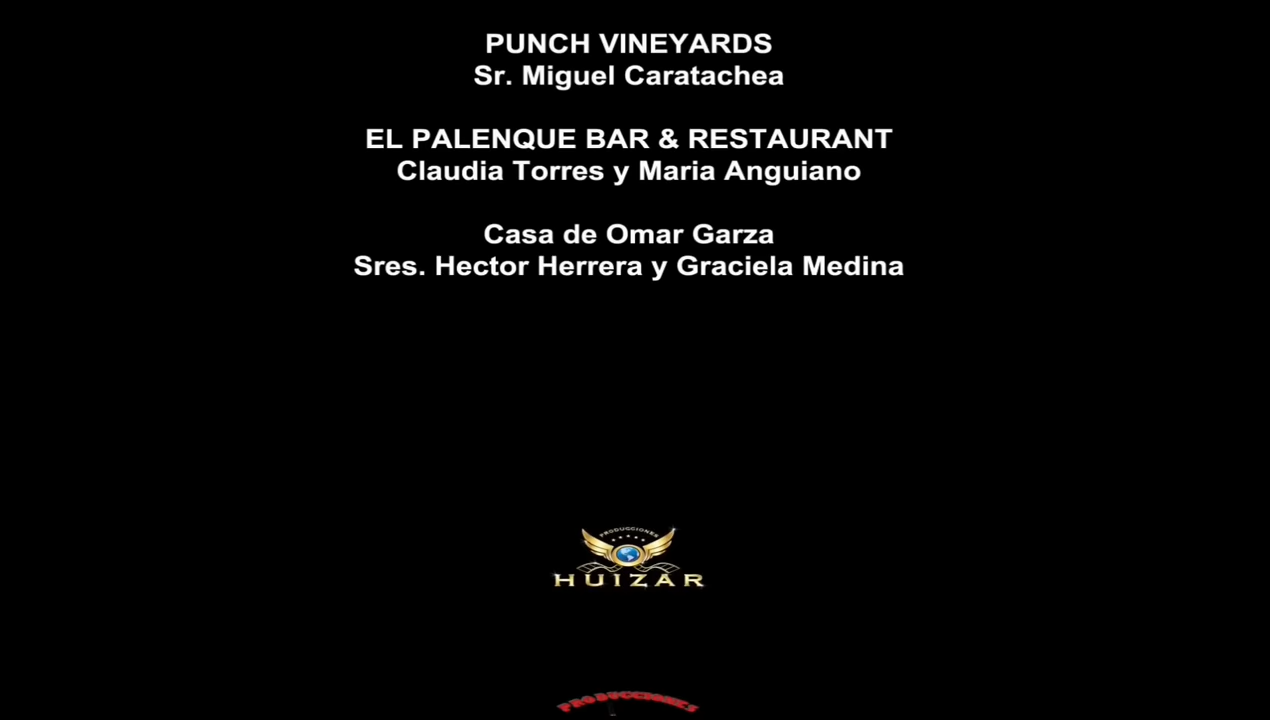 PUNCH VINEYARDS
Sr. Miguel Caratachea
EL PALENQUE BAR & RESTAURANT
Claudia Torres y Maria Anguiano
Casa de Omar Garza
Sres. Hector Herrera y Graciela Medina
PRODUCCIONES
HUIZAR
PRODUCCIONES